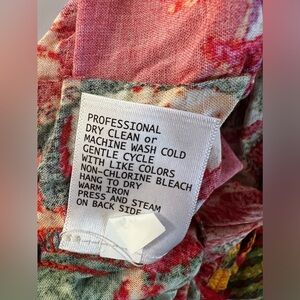 PROFESSIONAL
DRY CLEAN or
MACHINE WASH COLD
GENTLE CYCLE
WITH LIKE COLORS
NON-CHLORINE BLEACH
HANG TO DRY
WARM IRON
PRESS AND STEAM
ON BACK SIDE